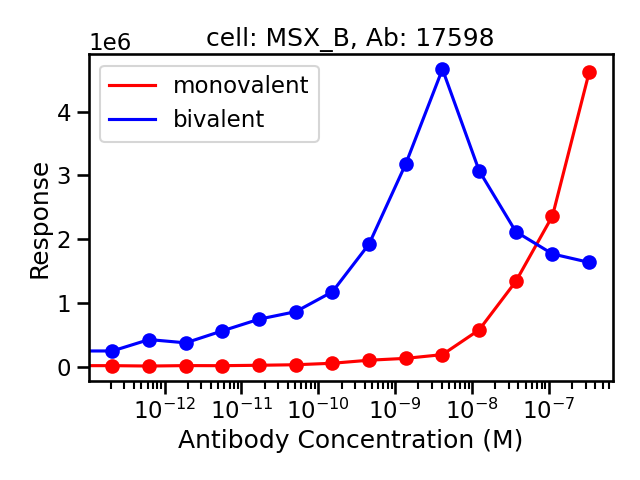 cell: MSX_B, Ab: 17598
1e6
monovalent
bivalent
4
3
2
1
0
Response
10⁻¹² 10⁻¹¹ 10⁻¹⁰ 10⁻⁹ 10⁻⁸ 10⁻⁷
Antibody Concentration (M)